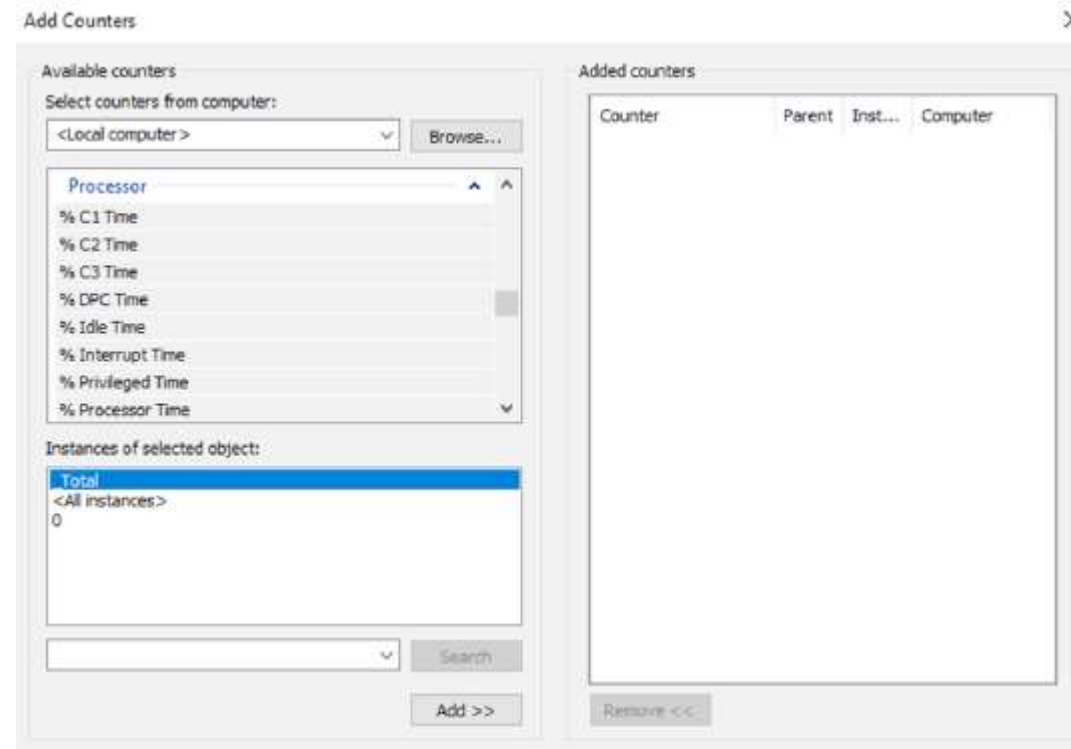 Add Counters
Available counters
Select counters from computer:
<Local computer>
Browse...
Processor
% C1 Time
% C2 Time
% C3 Time
% DPC Time
% Idle Time
% Interrupt Time
% Privileged Time
% Processor Time
Instances of selected object:
_Total
<All instances>
0
Search
Add >>
Added counters
Counter Parent Inst... Computer
Remove <<